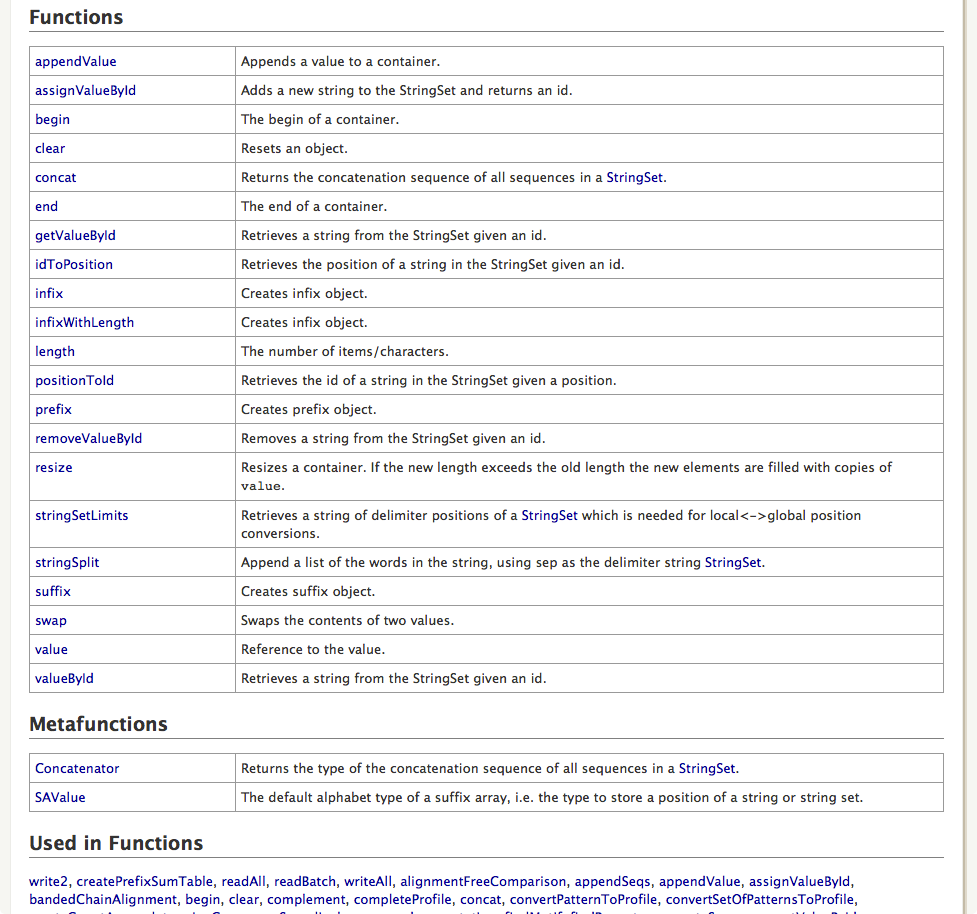 Functions
appendValue Appends a value to a container.
assignValueById Adds a new string to the StringSet and returns an id.
begin The begin of a container.
clear Resets an object.
concat Returns the concatenation sequence of all sequences in a StringSet.
end The end of a container.
getValueById Retrieves a string from the StringSet given an id.
idToPosition Retrieves the position of a string in the StringSet given an id.
infix Creates infix object.
infixWithLength Creates infix object.
length The number of items/characters.
positionToId Retrieves the id of a string in the StringSet given a position.
prefix Creates prefix object.
removeValueById Removes a string from the StringSet given an id.
resize Resizes a container. If the new length exceeds the old length the new elements are filled with copies of
value.
stringSetLimits Retrieves a string of delimiter positions of a StringSet which is needed for local<->global position
conversions.
stringSplit Append a list of the words in the string, using sep as the delimiter string StringSet.
suffix Creates suffix object.
swap Swaps the contents of two values.
value Reference to the value.
valueById Retrieves a string from the StringSet given an id.
Metafunctions
Concatenator Returns the type of the concatenation sequence of all sequences in a StringSet.
SAValue The default alphabet type of a suffix array, i.e. the type to store a position of a string or string set.
Used in Functions
write2, createPrefixSumTable, readAll, readBatch, writeAll, alignmentFreeComparison, appendSeqs, appendValue, assignValueById,
bandedChainAlignment, begin, clear, complement, completeProfile, concat, convertPatternToProfile, convertSetOfPatternsToProfile,